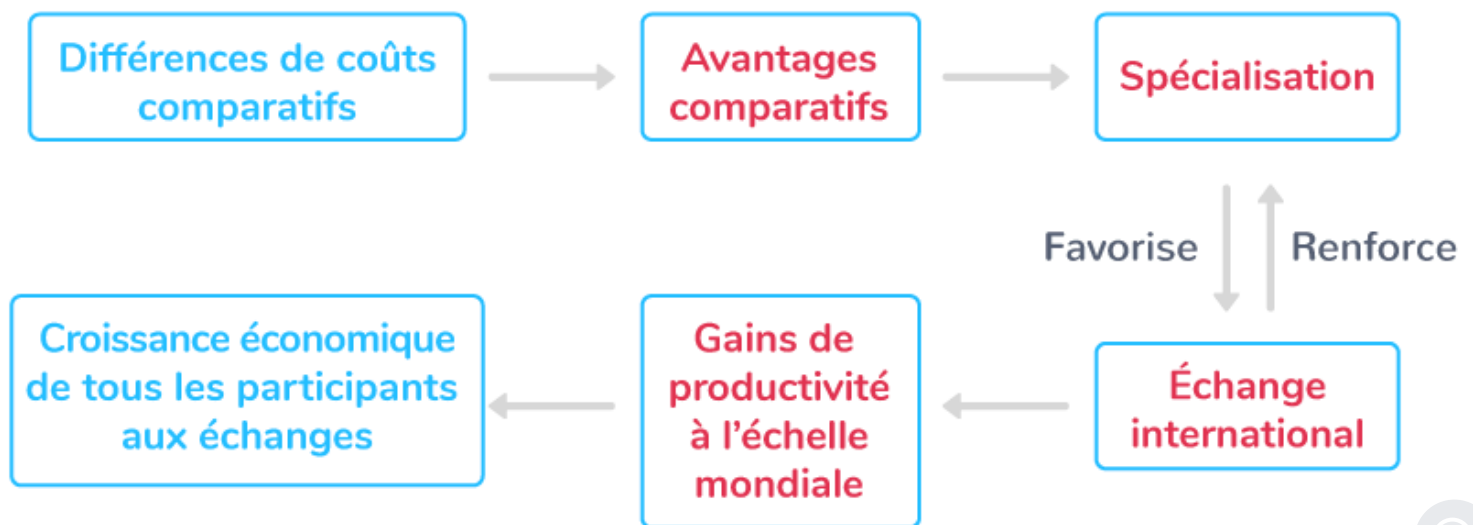 Différences de coûts
comparatifs
Avantages
comparatifs
Spécialisation
Favorise
Renforce
Échange
international
Gains de
productivité
à l’échelle
mondiale
Croissance économique
de tous les participants
aux échanges